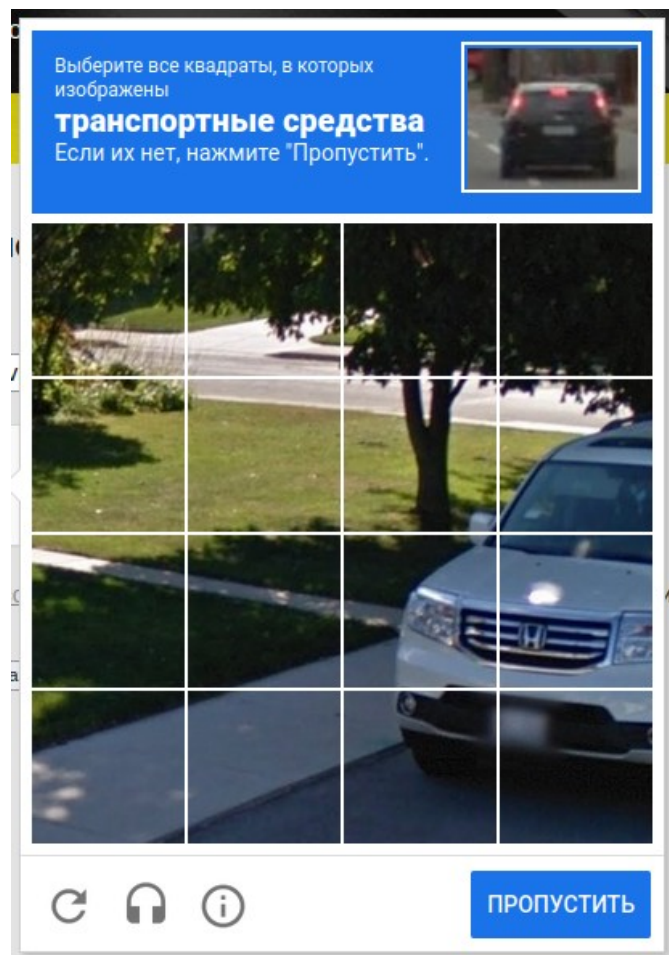 Выберите все квадраты, в которых
изображены
транспортные средства
Если их нет, нажмите "Пропустить".
ПРОПУСТИТЬ